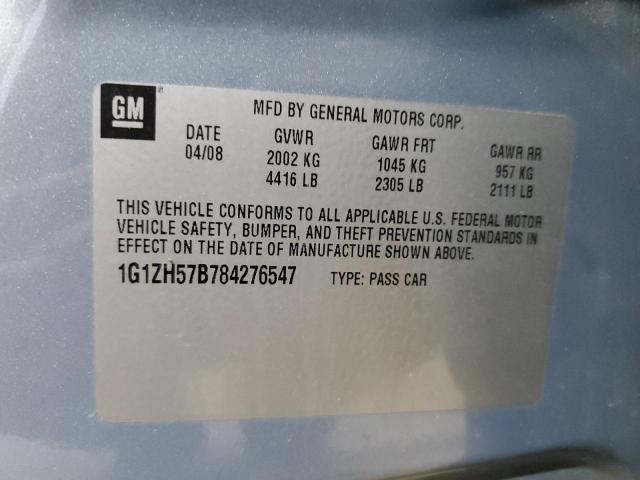 GM
MFD BY GENERAL MOTORS CORP.
DATE GVWR GAWR FRT GAWR RR
04/08 2002 KG 1045 KG 957 KG
4416 LB 2305 LB 2111 LB
THIS VEHICLE CONFORMS TO ALL APPLICABLE U.S. FEDERAL MOTOR
VEHICLE SAFETY, BUMPER, AND THEFT PREVENTION STANDARDS IN
EFFECT ON THE DATE OF MANUFACTURE SHOWN ABOVE.
1G1ZH57B784276547 TYPE: PASS CAR